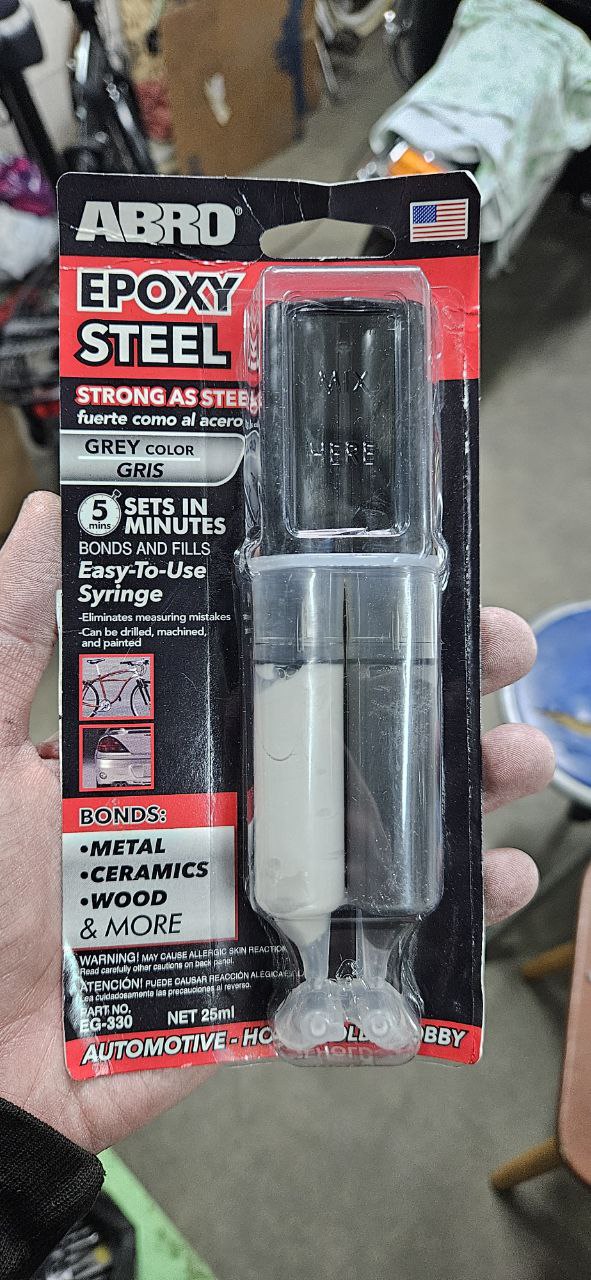 ABRO®
EPOXY
STEEL
STRONG AS STEEL
fuerte como al acero
GREY COLOR
GRIS
5
mins
SETS IN
MINUTES
BONDS AND FILLS
Easy-To-Use
Syringe
-Eliminates measuring mistakes
-Can be drilled, machined,
and painted
MIX
HERE
BONDS:
•METAL
•CERAMICS
•WOOD
& MORE
WARNING! MAY CAUSE ALLERGIC SKIN REACTION
Read carefully other cautions on back panel.
ATENCIÓN! PUEDE CAUSAR REACCIÓN ALÉGICA
Lea cuidadosamente las precauciones al reverso.
PART NO.
EG-330 NET 25ml
AUTOMOTIVE - HO OBBY